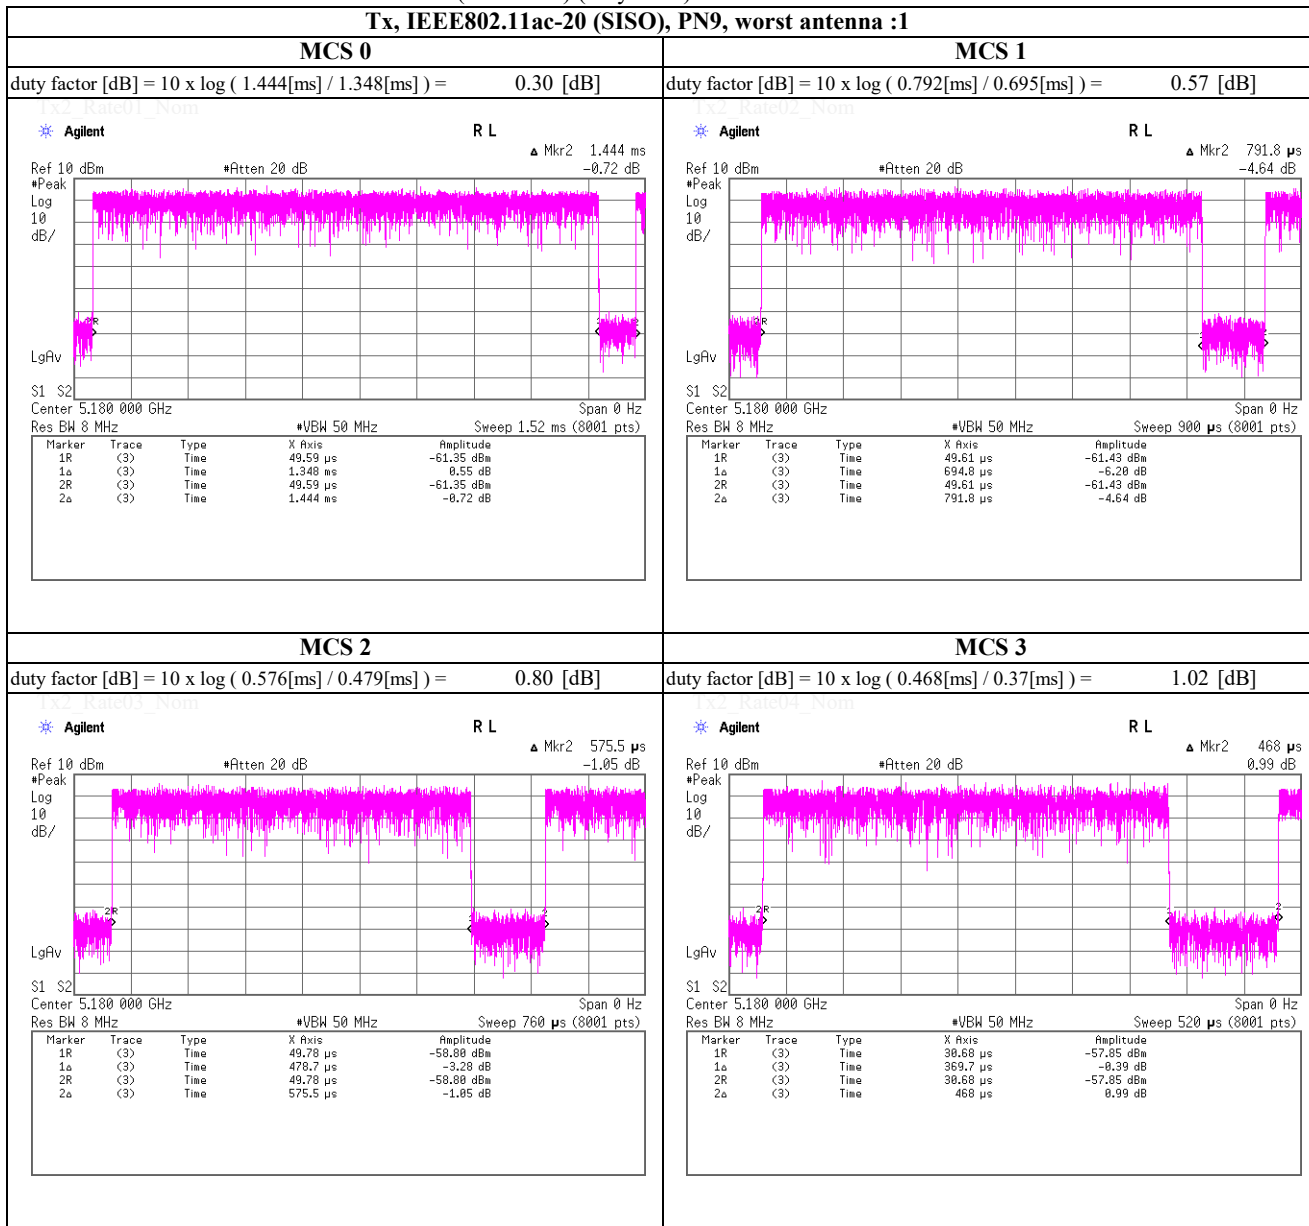 Tx, IEEE802.11ac-20 (SISO), PN9, worst antenna :1
MCS 0
duty factor [dB] = 10 x log ( 1.444[ms] / 1.348[ms] ) = 0.30 [dB]
Tx2_Rate01_Nom
Agilent R L
Δ Mkr2 1.444 ms
Ref 10 dBm #Atten 20 dB -0.72 dB
#Peak
Log
10
dB/
1R
1
2
LgAv
S1 S2
Center 5.180 000 GHz Span 0 Hz
Res BW 8 MHz #VBW 50 MHz Sweep 1.52 ms (8001 pts)
Marker Trace Type X Axis Amplitude
1R (3) Time 49.59 µs -61.35 dBm
1Δ (3) Time 1.348 ms 0.55 dB
2R (3) Time 49.59 µs -61.35 dBm
2Δ (3) Time 1.444 ms -0.72 dB
MCS 1
duty factor [dB] = 10 x log ( 0.792[ms] / 0.695[ms] ) = 0.57 [dB]
Tx2_Rate02_Nom
Agilent R L
Δ Mkr2 791.8 µs
Ref 10 dBm #Atten 20 dB -4.64 dB
#Peak
Log
10
dB/
2R
LgAv
S1 S2
Center 5.180 000 GHz Span 0 Hz
Res BW 8 MHz #VBW 50 MHz Sweep 900 µs (8001 pts)
Marker Trace Type X Axis Amplitude
1R (3) Time 49.61 µs -61.43 dBm
1Δ (3) Time 694.8 µs -6.20 dB
2R (3) Time 49.61 µs -61.43 dBm
2Δ (3) Time 791.8 µs -4.64 dB
MCS 2
duty factor [dB] = 10 x log ( 0.576[ms] / 0.479[ms] ) = 0.80 [dB]
Tx2_Rate03_Nom
Agilent R L
Δ Mkr2 575.5 µs
Ref 10 dBm #Atten 20 dB -1.05 dB
#Peak
Log
10
dB/
2R
LgAv
S1 S2
Center 5.180 000 GHz Span 0 Hz
Res BW 8 MHz #VBW 50 MHz Sweep 760 µs (8001 pts)
Marker Trace Type X Axis Amplitude
1R (3) Time 49.78 µs -58.80 dBm
1Δ (3) Time 478.7 µs -3.28 dB
2R (3) Time 49.78 µs -58.80 dBm
2Δ (3) Time 575.5 µs -1.05 dB
MCS 3
duty factor [dB] = 10 x log ( 0.468[ms] / 0.37[ms] ) = 1.02 [dB]
Tx2_Rate04_Nom
Agilent R L
Δ Mkr2 468 µs
Ref 10 dBm #Atten 20 dB 0.99 dB
#Peak
Log
10
dB/
2R
LgAv
S1 S2
Center 5.180 000 GHz Span 0 Hz
Res BW 8 MHz #VBW 50 MHz Sweep 520 µs (8001 pts)
Marker Trace Type X Axis Amplitude
1R (3) Time 30.68 µs -57.85 dBm
1Δ (3) Time 369.7 µs -0.39 dB
2R (3) Time 30.68 µs -57.85 dBm
2Δ (3) Time 468 µs 0.99 dB